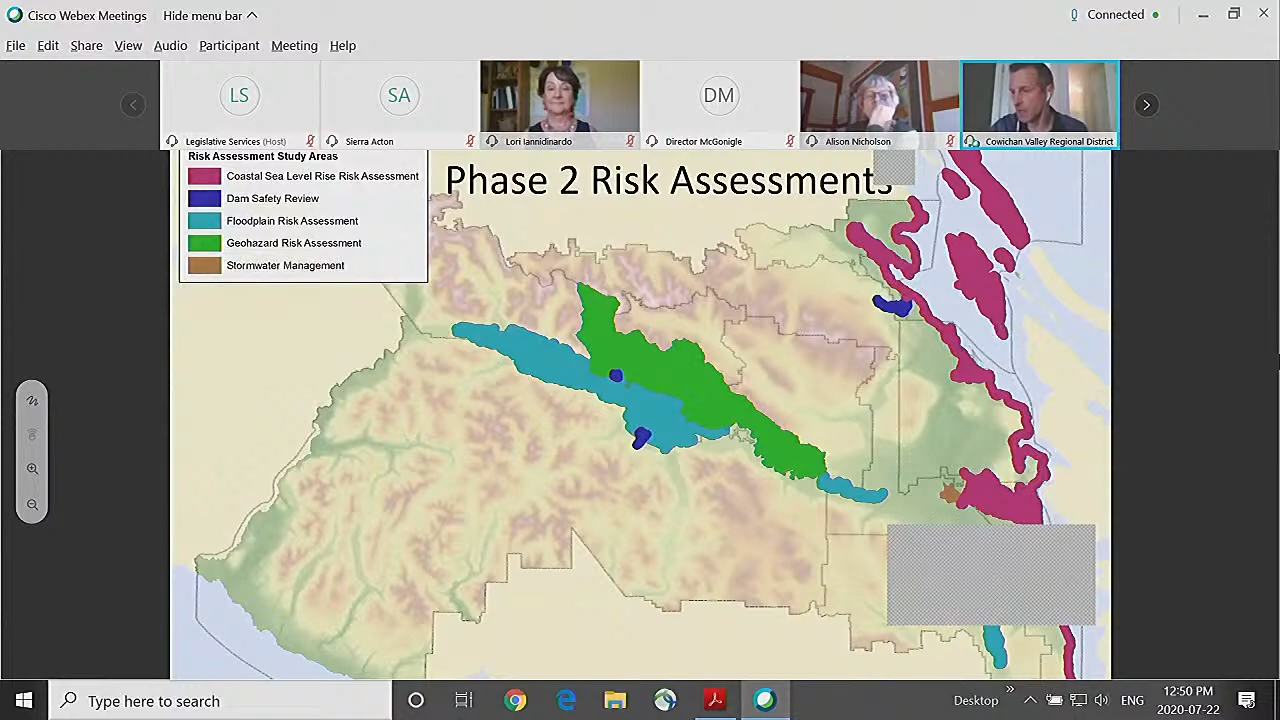 Cisco Webex Meetings
Hide menu bar
Connected
File Edit Share View Audio Participant Meeting Help
LS
SA
DM
Legislative Services (Host)
Sierra Acton
Lori Iannidinardo
Director McGonigle
Alison Nicholson
Cowichan Valley Regional District
Risk Assessment Study Areas
Coastal Sea Level Rise Risk Assessment
Dam Safety Review
Floodplain Risk Assessment
Geohazard Risk Assessment
Stormwater Management
Phase 2 Risk Assessments
Type here to search
Desktop
ENG
12:50 PM
2020-07-22